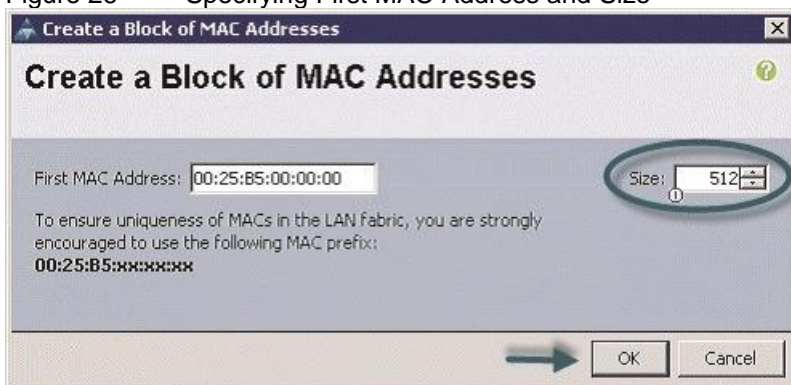 Create a Block of MAC Addresses
Create a Block of MAC Addresses
First MAC Address: 00:25:B5:00:00:00
Size: 512
To ensure uniqueness of MACs in the LAN fabric, you are strongly
encouraged to use the following MAC prefix:
00:25:B5:xx:xx:xx
OK
Cancel